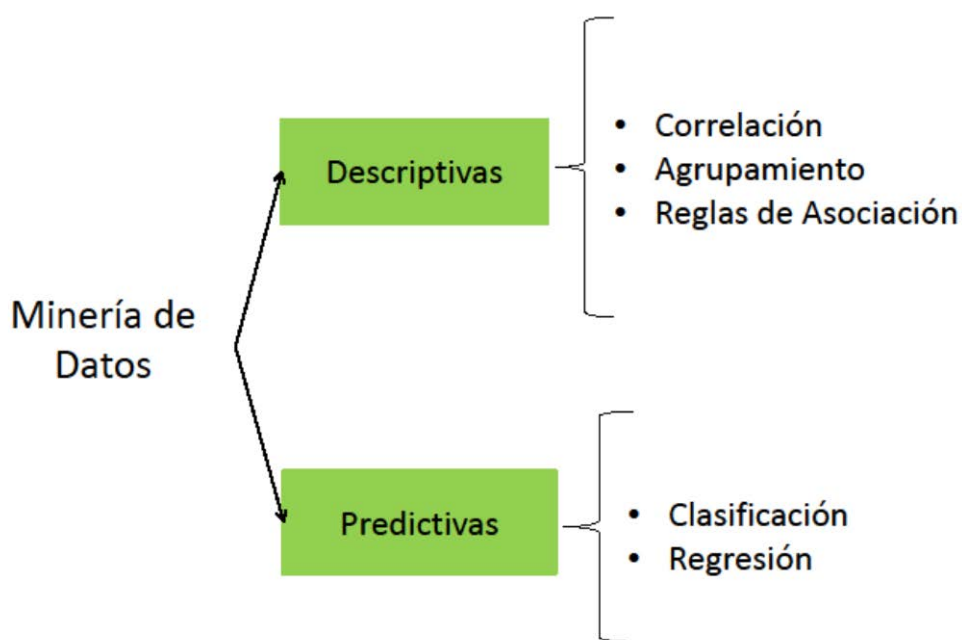 Minería de
Datos
Descriptivas
• Correlación
• Agrupamiento
• Reglas de Asociación
Predictivas
• Clasificación
• Regresión